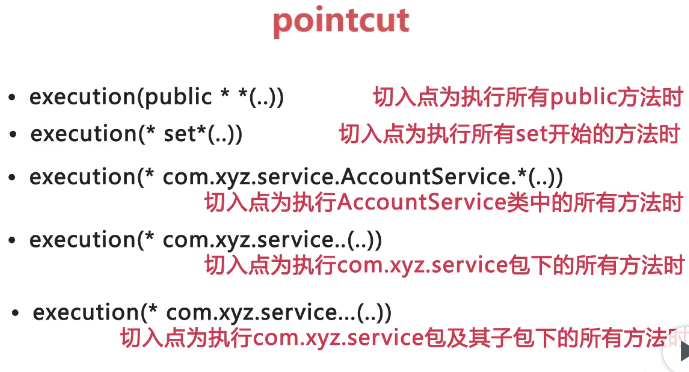 pointcut
• execution(public * *(..)) 切入点为执行所有public方法时
• execution(* set*(..)) 切入点为执行所有set开始的方法时
• execution(* com.xyz.service.AccountService.*(..))
切入点为执行AccountService类中的所有方法时
• execution(* com.xyz.service..(..))
切入点为执行com.xyz.service包下的所有方法时
• execution(* com.xyz.service...(..))
切入点为执行com.xyz.service包及其子包下的所有方法时